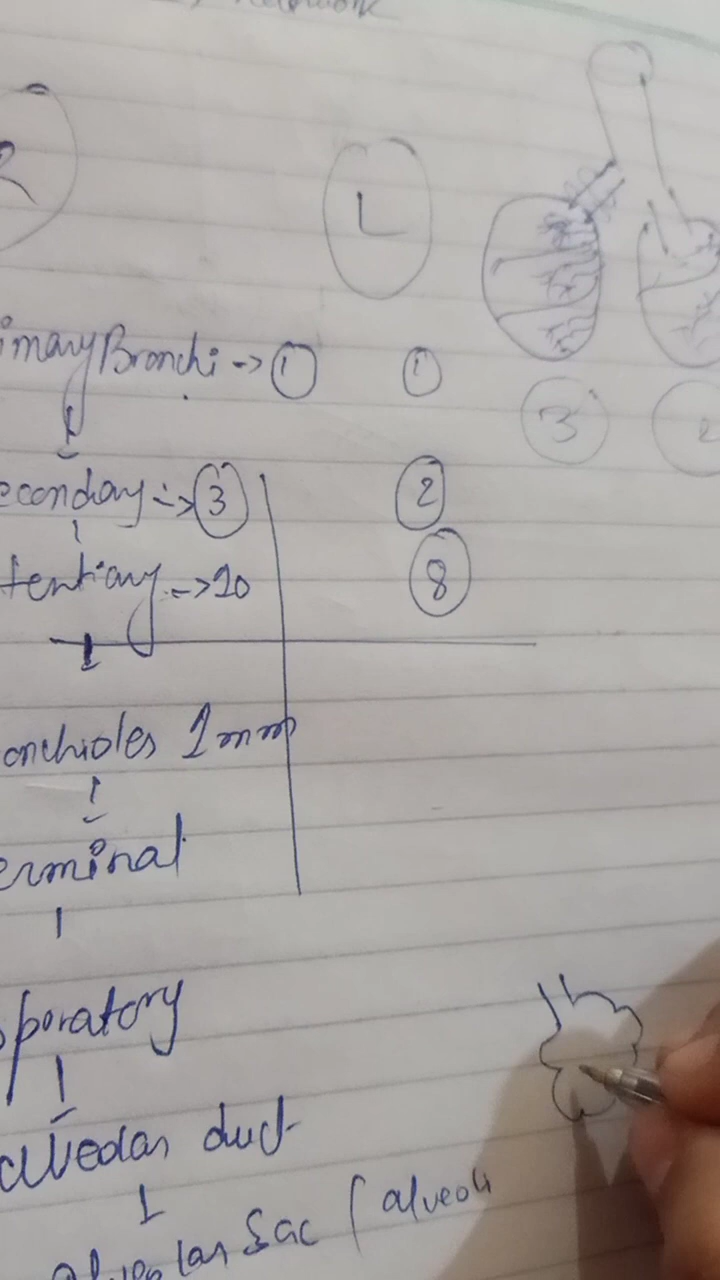 R L
imary Bronchi -> 1 1
3 2
econdary -> 3 2
tertiary -> 10 8
onchioles 1mm
erminal
piratory
alveolar duct
alveolar Sac ( alveoli